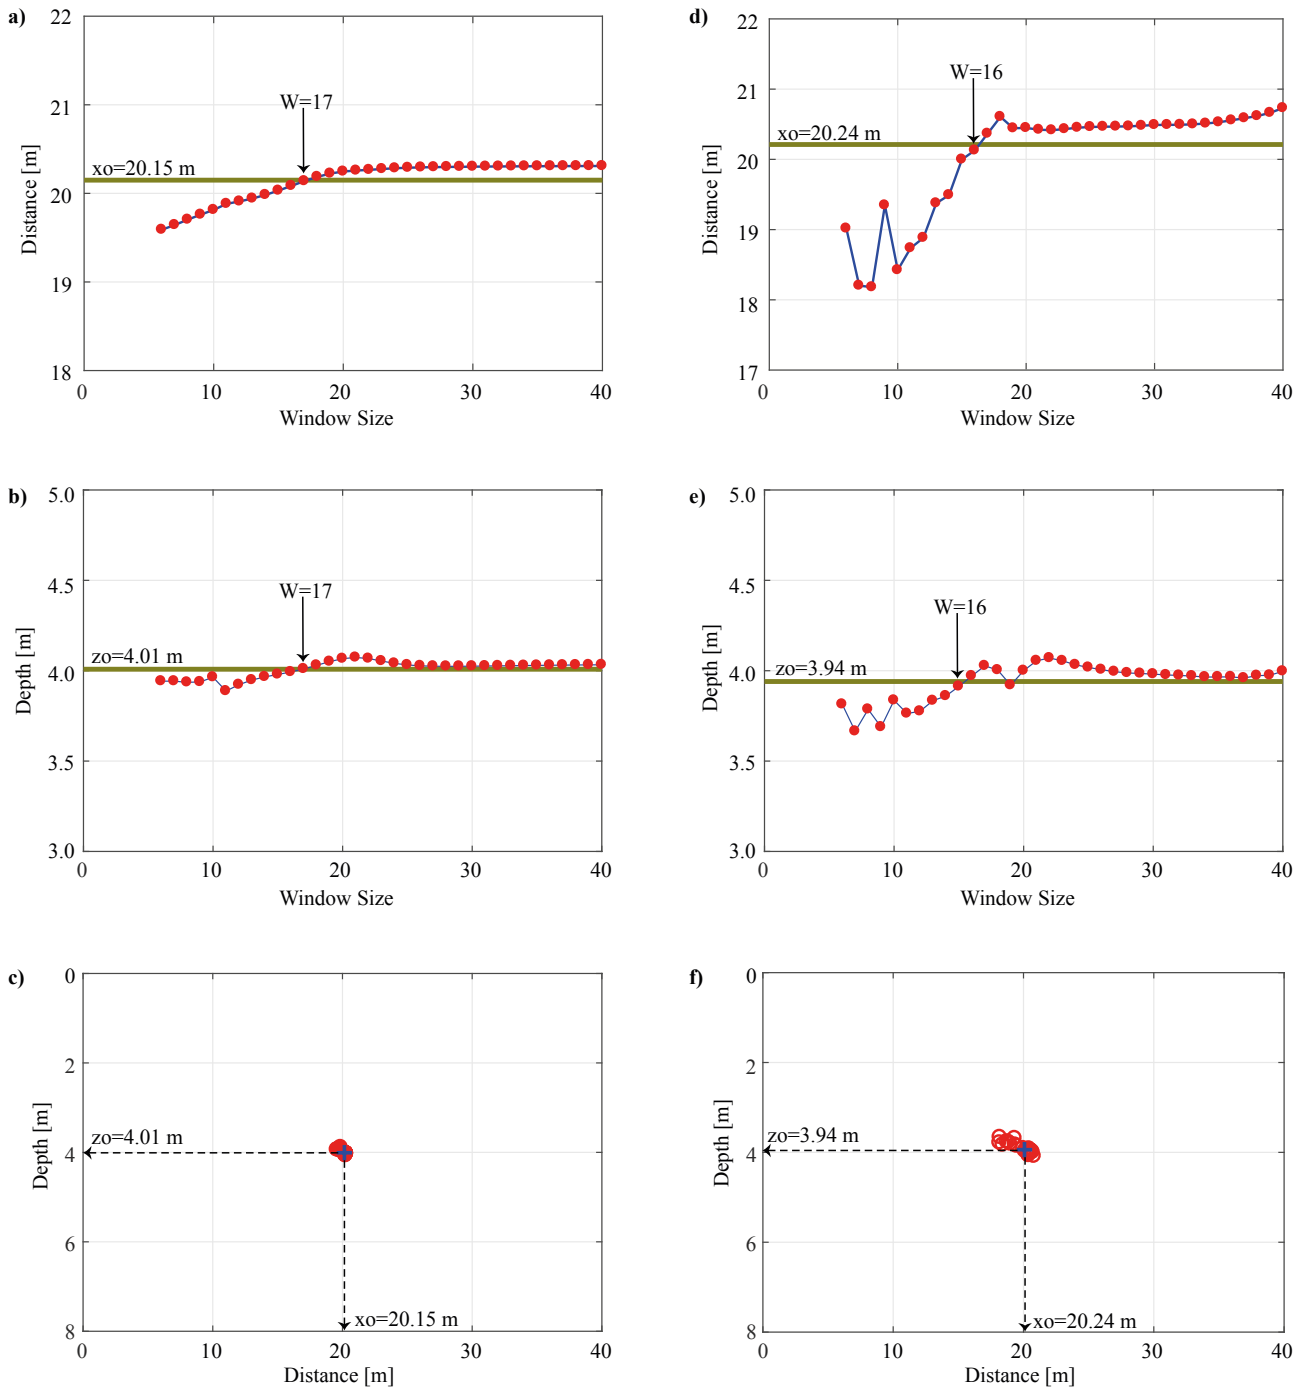 a)
22
21
20
19
18
Distance [m]
W=17
xo=20.15 m
0 10 20 30 40
Window Size
d)
22
21
20
19
18
17
Distance [m]
W=16
xo=20.24 m
0 10 20 30 40
Window Size
b)
5.0
4.5
4.0
3.5
3.0
Depth [m]
W=17
zo=4.01 m
0 10 20 30 40
Window Size
e)
5.0
4.5
4.0
3.5
3.0
Depth [m]
W=16
zo=3.94 m
0 10 20 30 40
Window Size
c)
0
2
4
6
8
Depth [m]
zo=4.01 m
xo=20.15 m
0 10 20 30 40
Distance [m]
f)
0
2
4
6
8
Depth [m]
zo=3.94 m
xo=20.24 m
0 10 20 30 40
Distance [m]